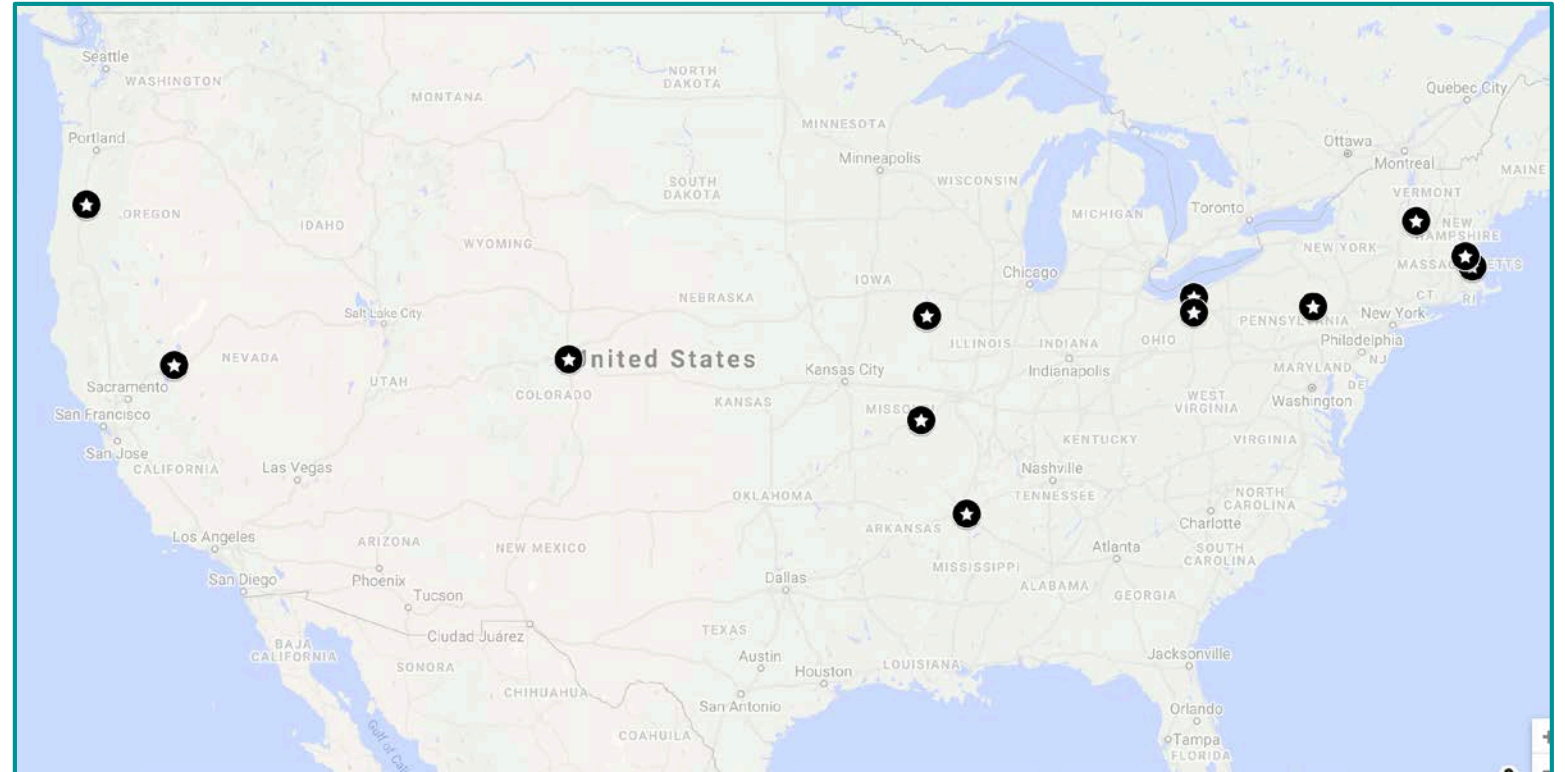 Seattle
WASHINGTON
MONTANA
NORTH
DAKOTA
Quebec City
Portland
MINNESOTA
Ottawa
Montreal
Minneapolis
MAINE
WISCONSIN
SOUTH
DAKOTA
VERMONT
OREGON
IDAHO
MICHIGAN
Toronto
NEW
HAMPSHIRE
WYOMING
NEW YORK
Chicago
IOWA
NEBRASKA
CT
RI
Salt Lake City
New York
PENNSYLVANIA
OHIO
ILLINOIS
INDIANA
Philadelphia
NEVADA
United States
NJ
Kansas City
Indianapolis
MARYLAND
UTAH
Sacramento
DE
COLORADO
KANSAS
WEST
VIRGINIA
Washington
San Francisco
KENTUCKY
VIRGINIA
San Jose
CALIFORNIA
Las Vegas
Nashville
OKLAHOMA
TENNESSEE
NORTH
CAROLINA
ARKANSAS
Charlotte
Los Angeles
ARIZONA
NEW MEXICO
Atlanta
SOUTH
CAROLINA
MISSISSIPPI
San Diego
Phoenix
Dallas
ALABAMA
GEORGIA
Tucson
TEXAS
Ciudad Juárez
BAJA
CALIFORNIA
Austin
Jacksonville
SONORA
Houston
LOUISIANA
CHIHUAHUA
San Antonio
Orlando
COAHUILA
Tampa
FLORIDA